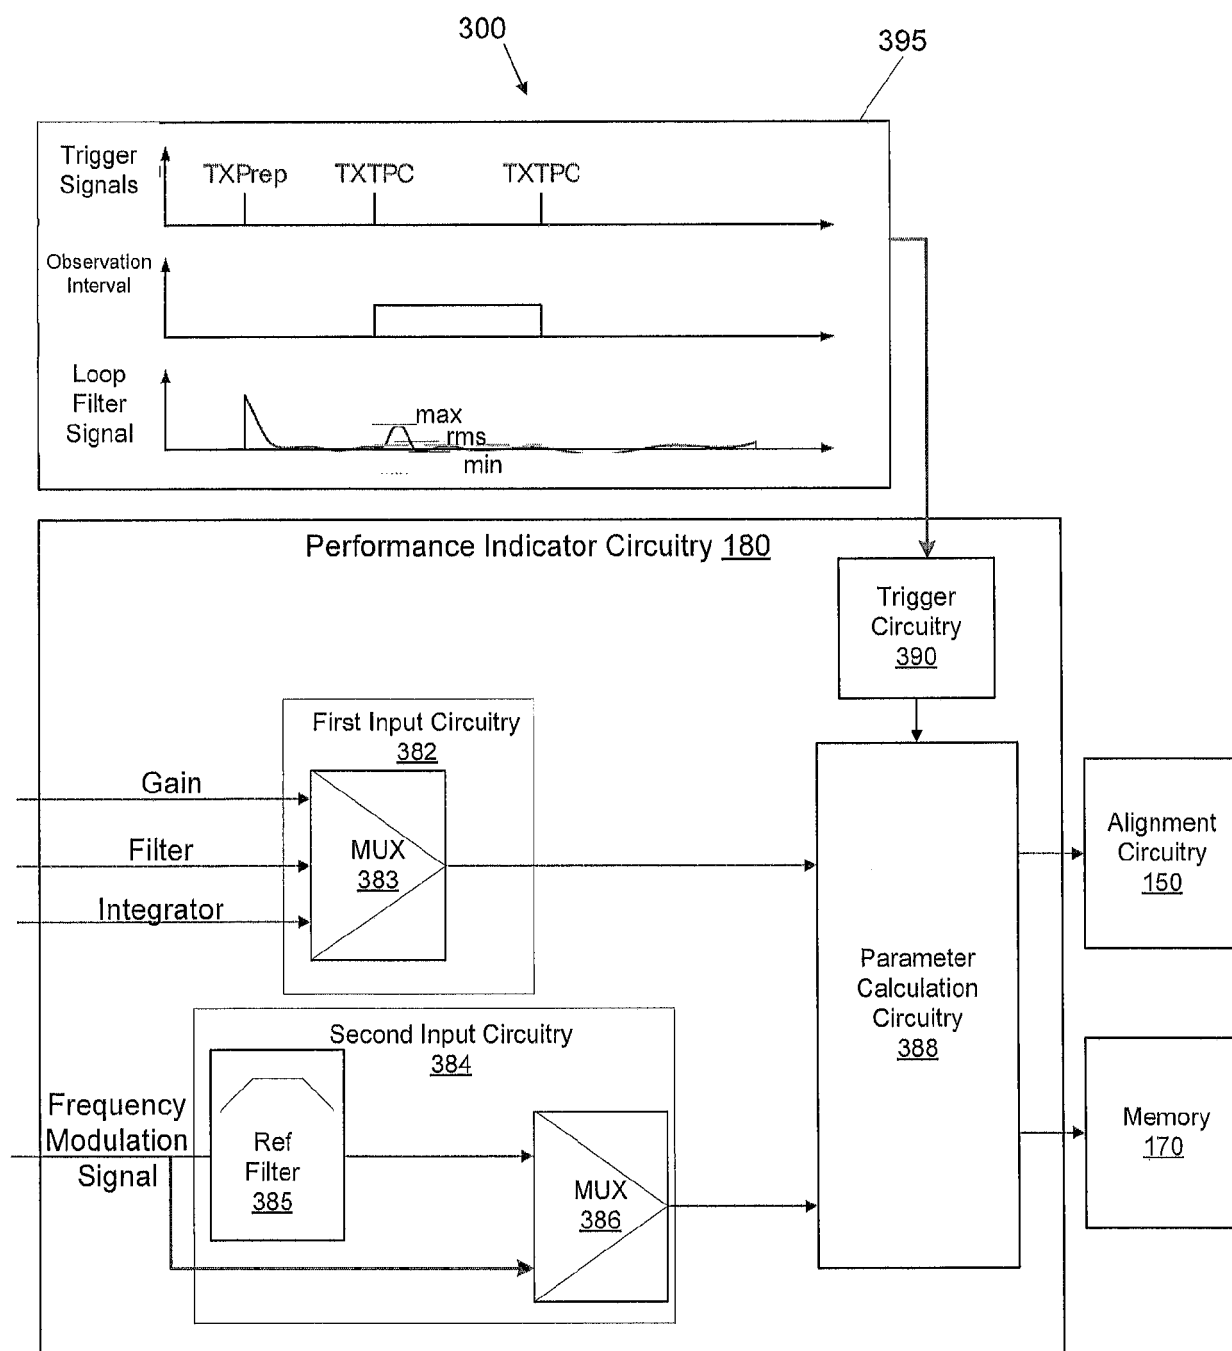 300
395
Trigger
Signals
TXPrep
TXTPC
TXTPC
Observation
Interval
Loop
Filter
Signal
max
rms
min
Performance Indicator Circuitry 180
Trigger
Circuitry
390
First Input Circuitry
382
Gain
Filter
Integrator
MUX
383
Parameter
Calculation
Circuitry
388
Alignment
Circuitry
150
Second Input Circuitry
384
Frequency
Modulation
Signal
Ref
Filter
385
MUX
386
Memory
170